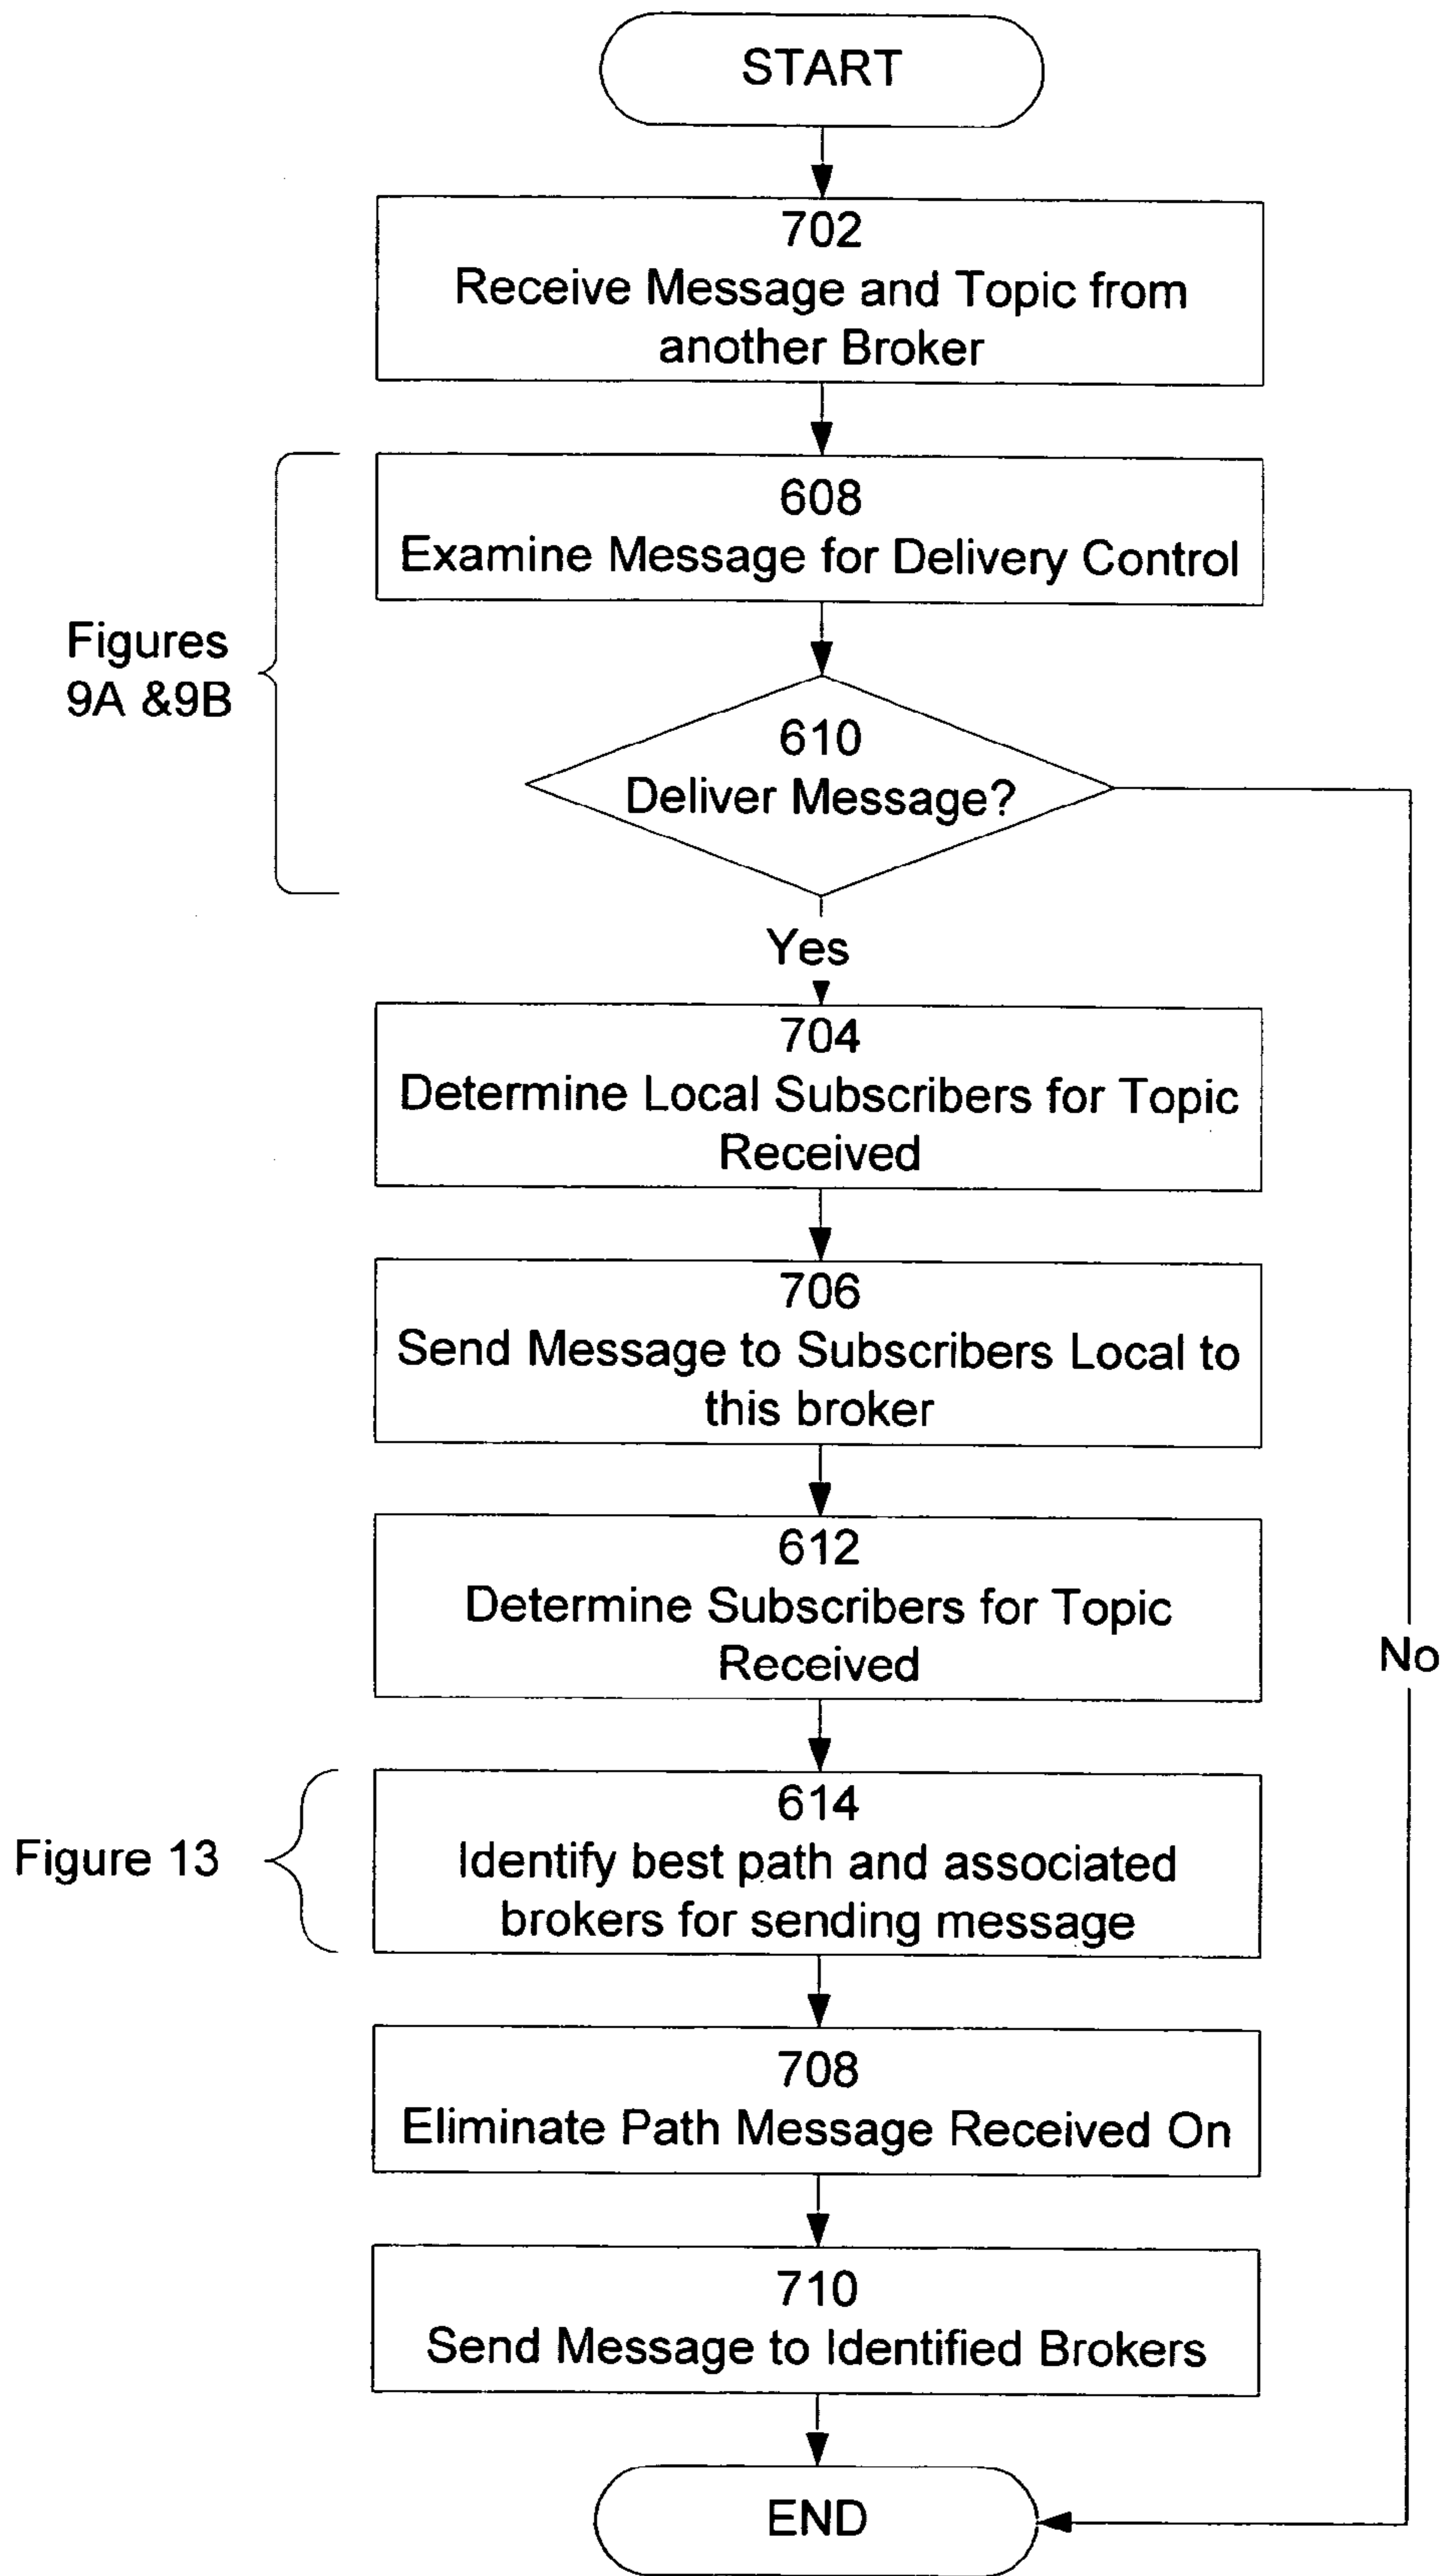 START
702
Receive Message and Topic from
another Broker
608
Examine Message for Delivery Control
Figures
9A &9B
610
Deliver Message?
Yes
704
Determine Local Subscribers for Topic
Received
706
Send Message to Subscribers Local to
this broker
612
Determine Subscribers for Topic
Received
No
614
Identify best path and associated
brokers for sending message
Figure 13
708
Eliminate Path Message Received On
710
Send Message to Identified Brokers
END